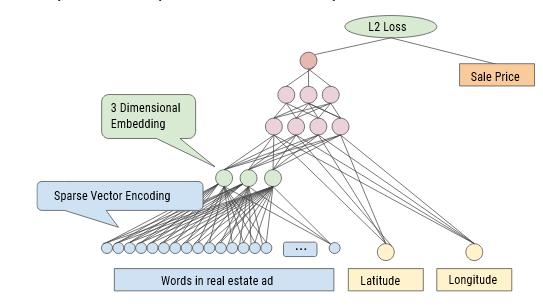 L2 Loss
Sale Price
3 Dimensional
Embedding
Sparse Vector Encoding
...
Words in real estate ad
Latitude
Longitude